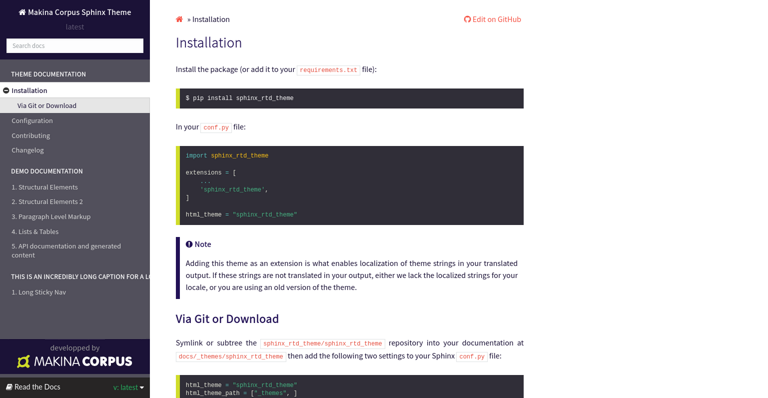 Makina Corpus Sphinx Theme
latest
Search docs
THEME DOCUMENTATION
Installation
Via Git or Download
Configuration
Contributing
Changelog
DEMO DOCUMENTATION
1. Structural Elements
2. Structural Elements 2
3. Paragraph Level Markup
4. Lists & Tables
5. API documentation and generated
content
THIS IS AN INCREDIBLY LONG CAPTION FOR A
1. Long Sticky Nav
developped by
MAKINA CORPUS
Read the Docs
v: latest
» Installation
Edit on GitHub
Installation
Install the package (or add it to your requirements.txt file):
$ pip install sphinx_rtd_theme
In your conf.py file:
import sphinx_rtd_theme
extensions = [
...
'sphinx_rtd_theme',
]
html_theme = "sphinx_rtd_theme"
Note
Adding this theme as an extension is what enables localization of theme strings in your translated
output. If these strings are not translated in your output, either we lack the localized strings for your
locale, or you are using an old version of the theme.
Via Git or Download
Symlink or subtree the sphinx_rtd_theme/sphinx_rtd_theme repository into your documentation at
docs/_themes/sphinx_rtd_theme then add the following two settings to your Sphinx conf.py file:
html_theme = "sphinx_rtd_theme"
html_theme_path = ["_themes", ]